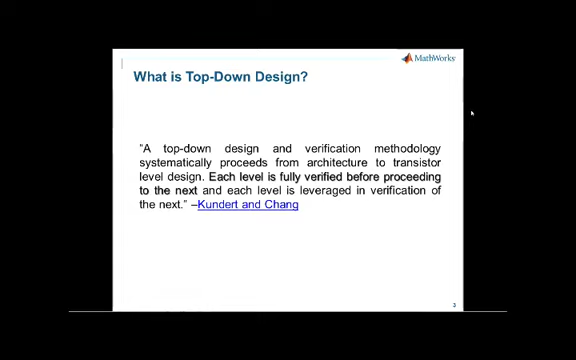 MathWorks
What is Top-Down Design?
"A top-down design and verification methodology
systematically proceeds from architecture to transistor
level design. Each level is fully verified before proceeding
to the next and each level is leveraged in verification of
the next." –Kundert and Chang
3